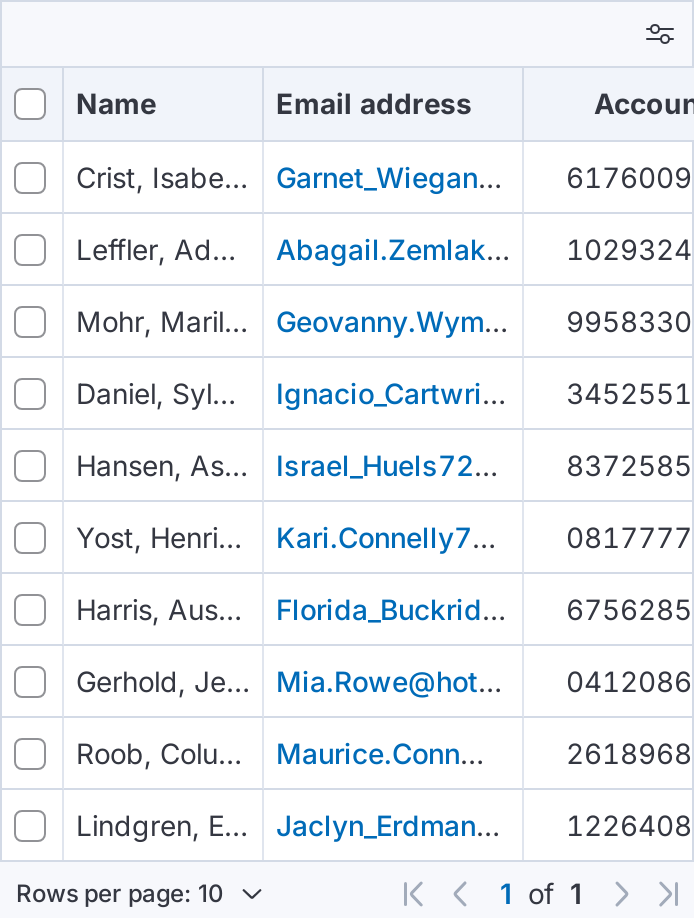 Name Email address Accoun
Crist, Isabe... Garnet_Wiegan... 6176009
Leffler, Ad... Abagail.Zemlak... 1029324
Mohr, Maril... Geovanny.Wym... 9958330
Daniel, Syl... Ignacio_Cartwri... 3452551
Hansen, As... Israel_Huels72... 8372585
Yost, Henri... Kari.Connelly7... 0817777
Harris, Aus... Florida_Buckrid... 6756285
Gerhold, Je... Mia.Rowe@hot... 0412086
Roob, Colu... Maurice.Conn... 2618968
Lindgren, E... Jaclyn_Erdman... 1226408
Rows per page: 10 1 of 1